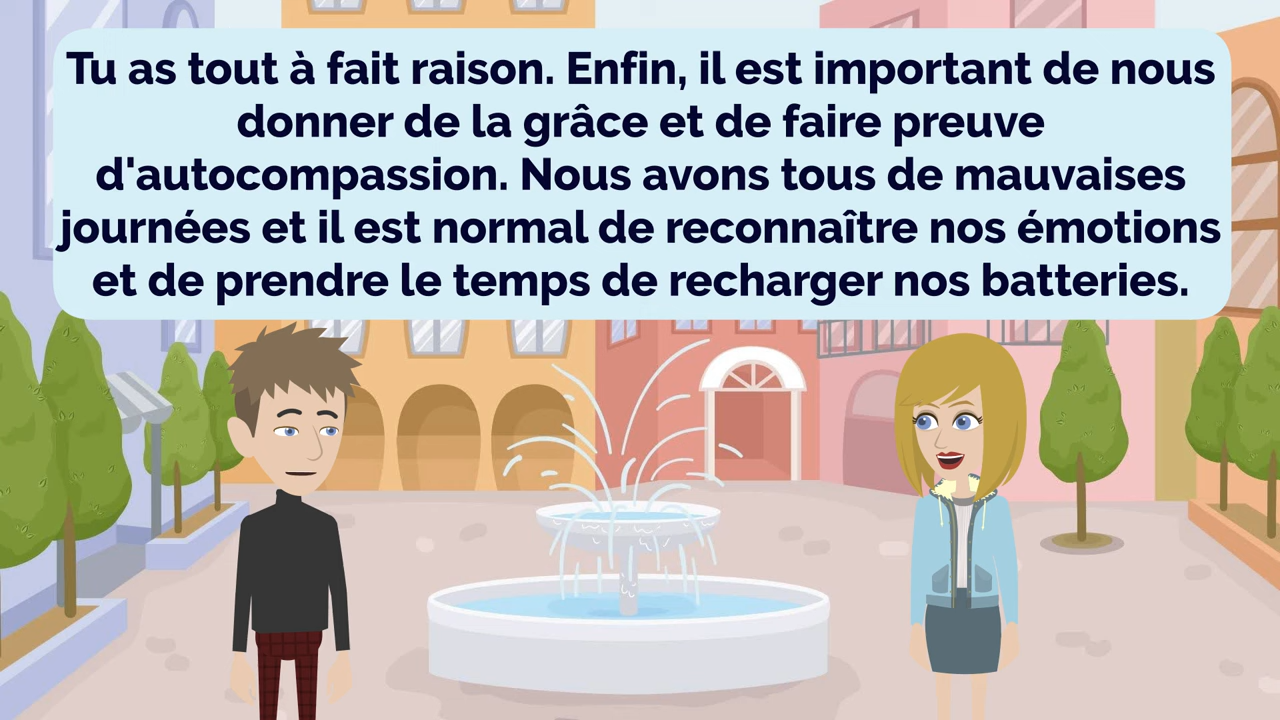 Tu as tout à fait raison. Enfin, il est important de nous
donner de la grâce et de faire preuve
d'autocompassion. Nous avons tous de mauvaises
journées et il est normal de reconnaître nos émotions
et de prendre le temps de recharger nos batteries.